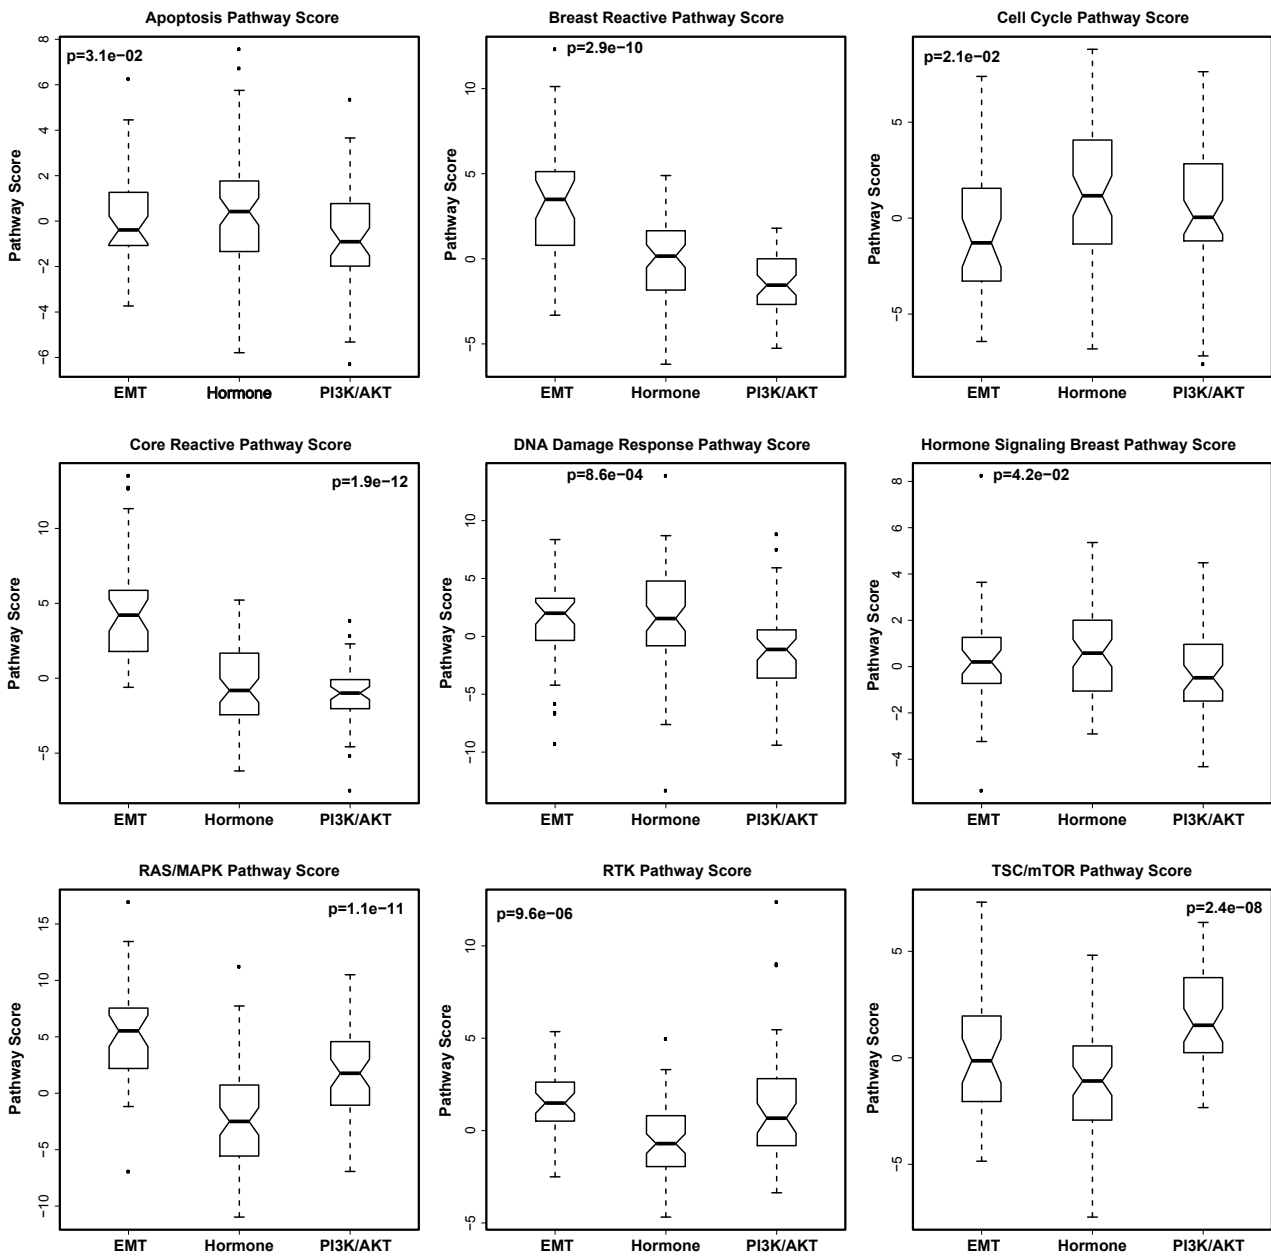 Apoptosis Pathway Score
p=3.1e−02
Pathway Score
8
6
4
2
0
−2
−4
−6
EMT Hormone PI3K/AKT
Breast Reactive Pathway Score
p=2.9e−10
Pathway Score
10
5
0
−5
EMT Hormone PI3K/AKT
Cell Cycle Pathway Score
p=2.1e−02
Pathway Score
5
0
−5
EMT Hormone PI3K/AKT
Core Reactive Pathway Score
p=1.9e−12
Pathway Score
10
5
0
−5
EMT Hormone PI3K/AKT
DNA Damage Response Pathway Score
p=8.6e−04
Pathway Score
10
5
0
−5
−10
EMT Hormone PI3K/AKT
Hormone Signaling Breast Pathway Score
p=4.2e−02
Pathway Score
8
6
4
2
0
−2
−4
EMT Hormone PI3K/AKT
RAS/MAPK Pathway Score
p=1.1e−11
Pathway Score
15
10
5
0
−5
−10
EMT Hormone PI3K/AKT
RTK Pathway Score
p=9.6e−06
Pathway Score
10
5
0
−5
EMT Hormone PI3K/AKT
TSC/mTOR Pathway Score
p=2.4e−08
Pathway Score
5
0
−5
EMT Hormone PI3K/AKT